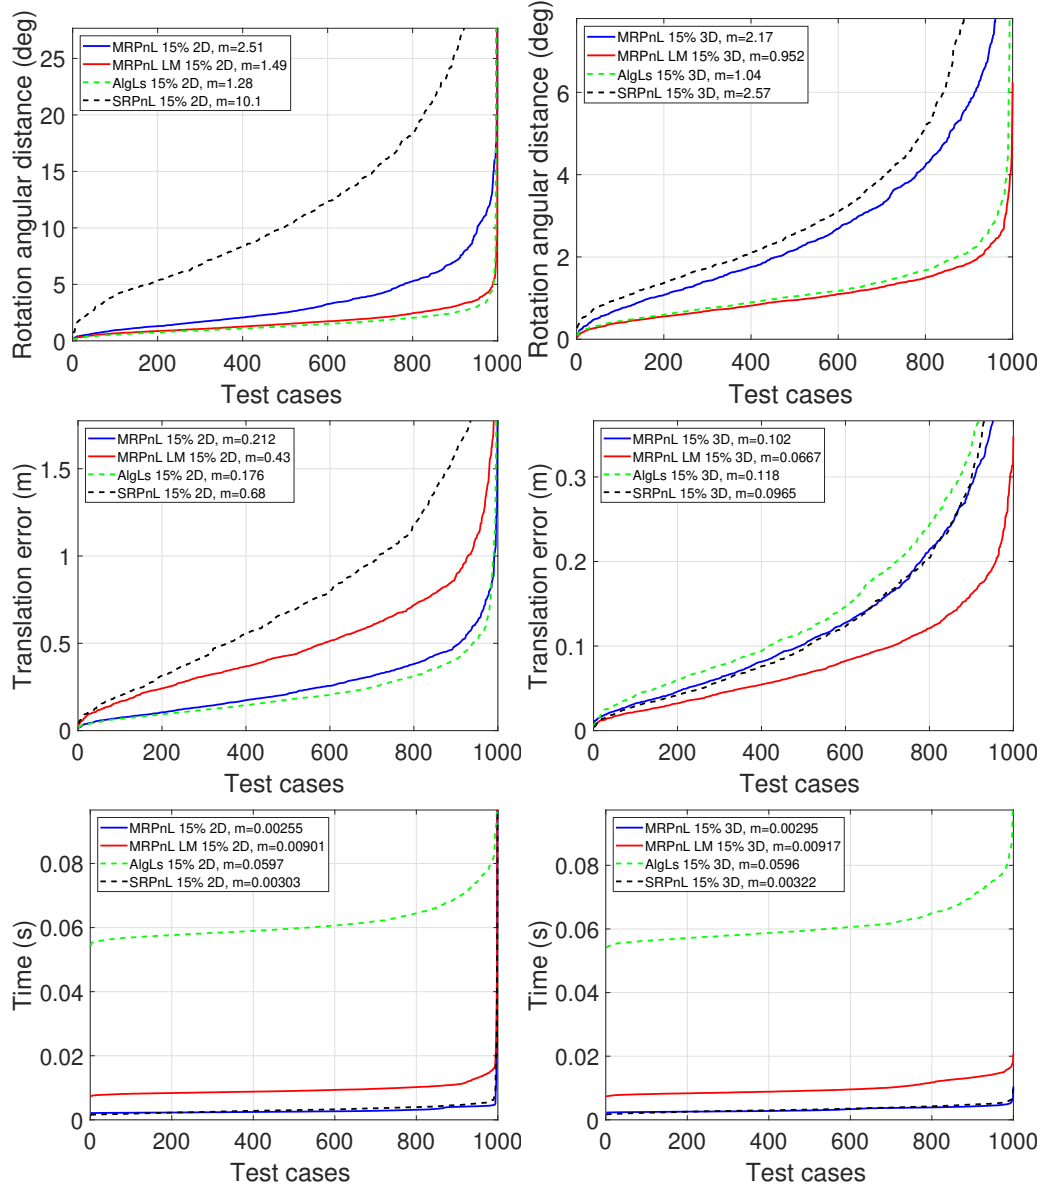 Rotation angular distance (deg)
25
20
15
10
5
0
MRPnL 15% 2D, m=2.51
MRPnL LM 15% 2D, m=1.49
AlgLs 15% 2D, m=1.28
SRPnL 15% 2D, m=10.1
0 200 400 600 800 1000
Test cases
Rotation angular distance (deg)
6
4
2
0
MRPnL 15% 3D, m=2.17
MRPnL LM 15% 3D, m=0.952
AlgLs 15% 3D, m=1.04
SRPnL 15% 3D, m=2.57
0 200 400 600 800 1000
Test cases
Translation error (m)
1.5
1
0.5
0
MRPnL 15% 2D, m=0.212
MRPnL LM 15% 2D, m=0.43
AlgLs 15% 2D, m=0.176
SRPnL 15% 2D, m=0.68
0 200 400 600 800 1000
Test cases
Translation error (m)
0.3
0.2
0.1
0
MRPnL 15% 3D, m=0.102
MRPnL LM 15% 3D, m=0.0667
AlgLs 15% 3D, m=0.118
SRPnL 15% 3D, m=0.0965
0 200 400 600 800 1000
Test cases
Time (s)
0.08
0.06
0.04
0.02
0
MRPnL 15% 2D, m=0.00255
MRPnL LM 15% 2D, m=0.00901
AlgLs 15% 2D, m=0.0597
SRPnL 15% 2D, m=0.00303
0 200 400 600 800 1000
Test cases
Time (s)
0.08
0.06
0.04
0.02
0
MRPnL 15% 3D, m=0.00295
MRPnL LM 15% 3D, m=0.00917
AlgLs 15% 3D, m=0.0596
SRPnL 15% 3D, m=0.00322
0 200 400 600 800 1000
Test cases